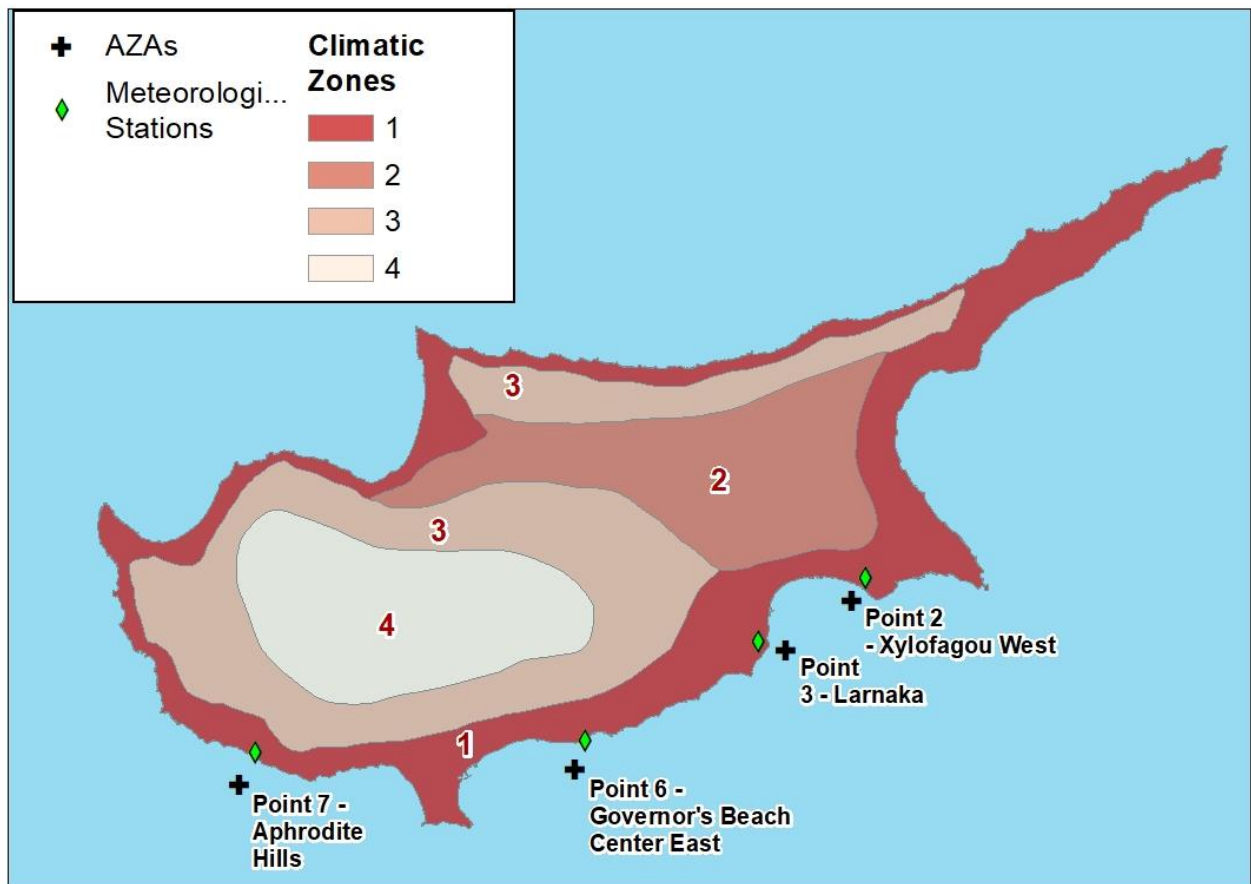 AZAs
Meteorologi...
Stations
Climatic
Zones
1
2
3
4
3
2
3
4
1
Point 2
- Xylofagou West
Point
3 - Larnaka
Point 6 -
Governor's Beach
Center East
Point 7 -
Aphrodite
Hills